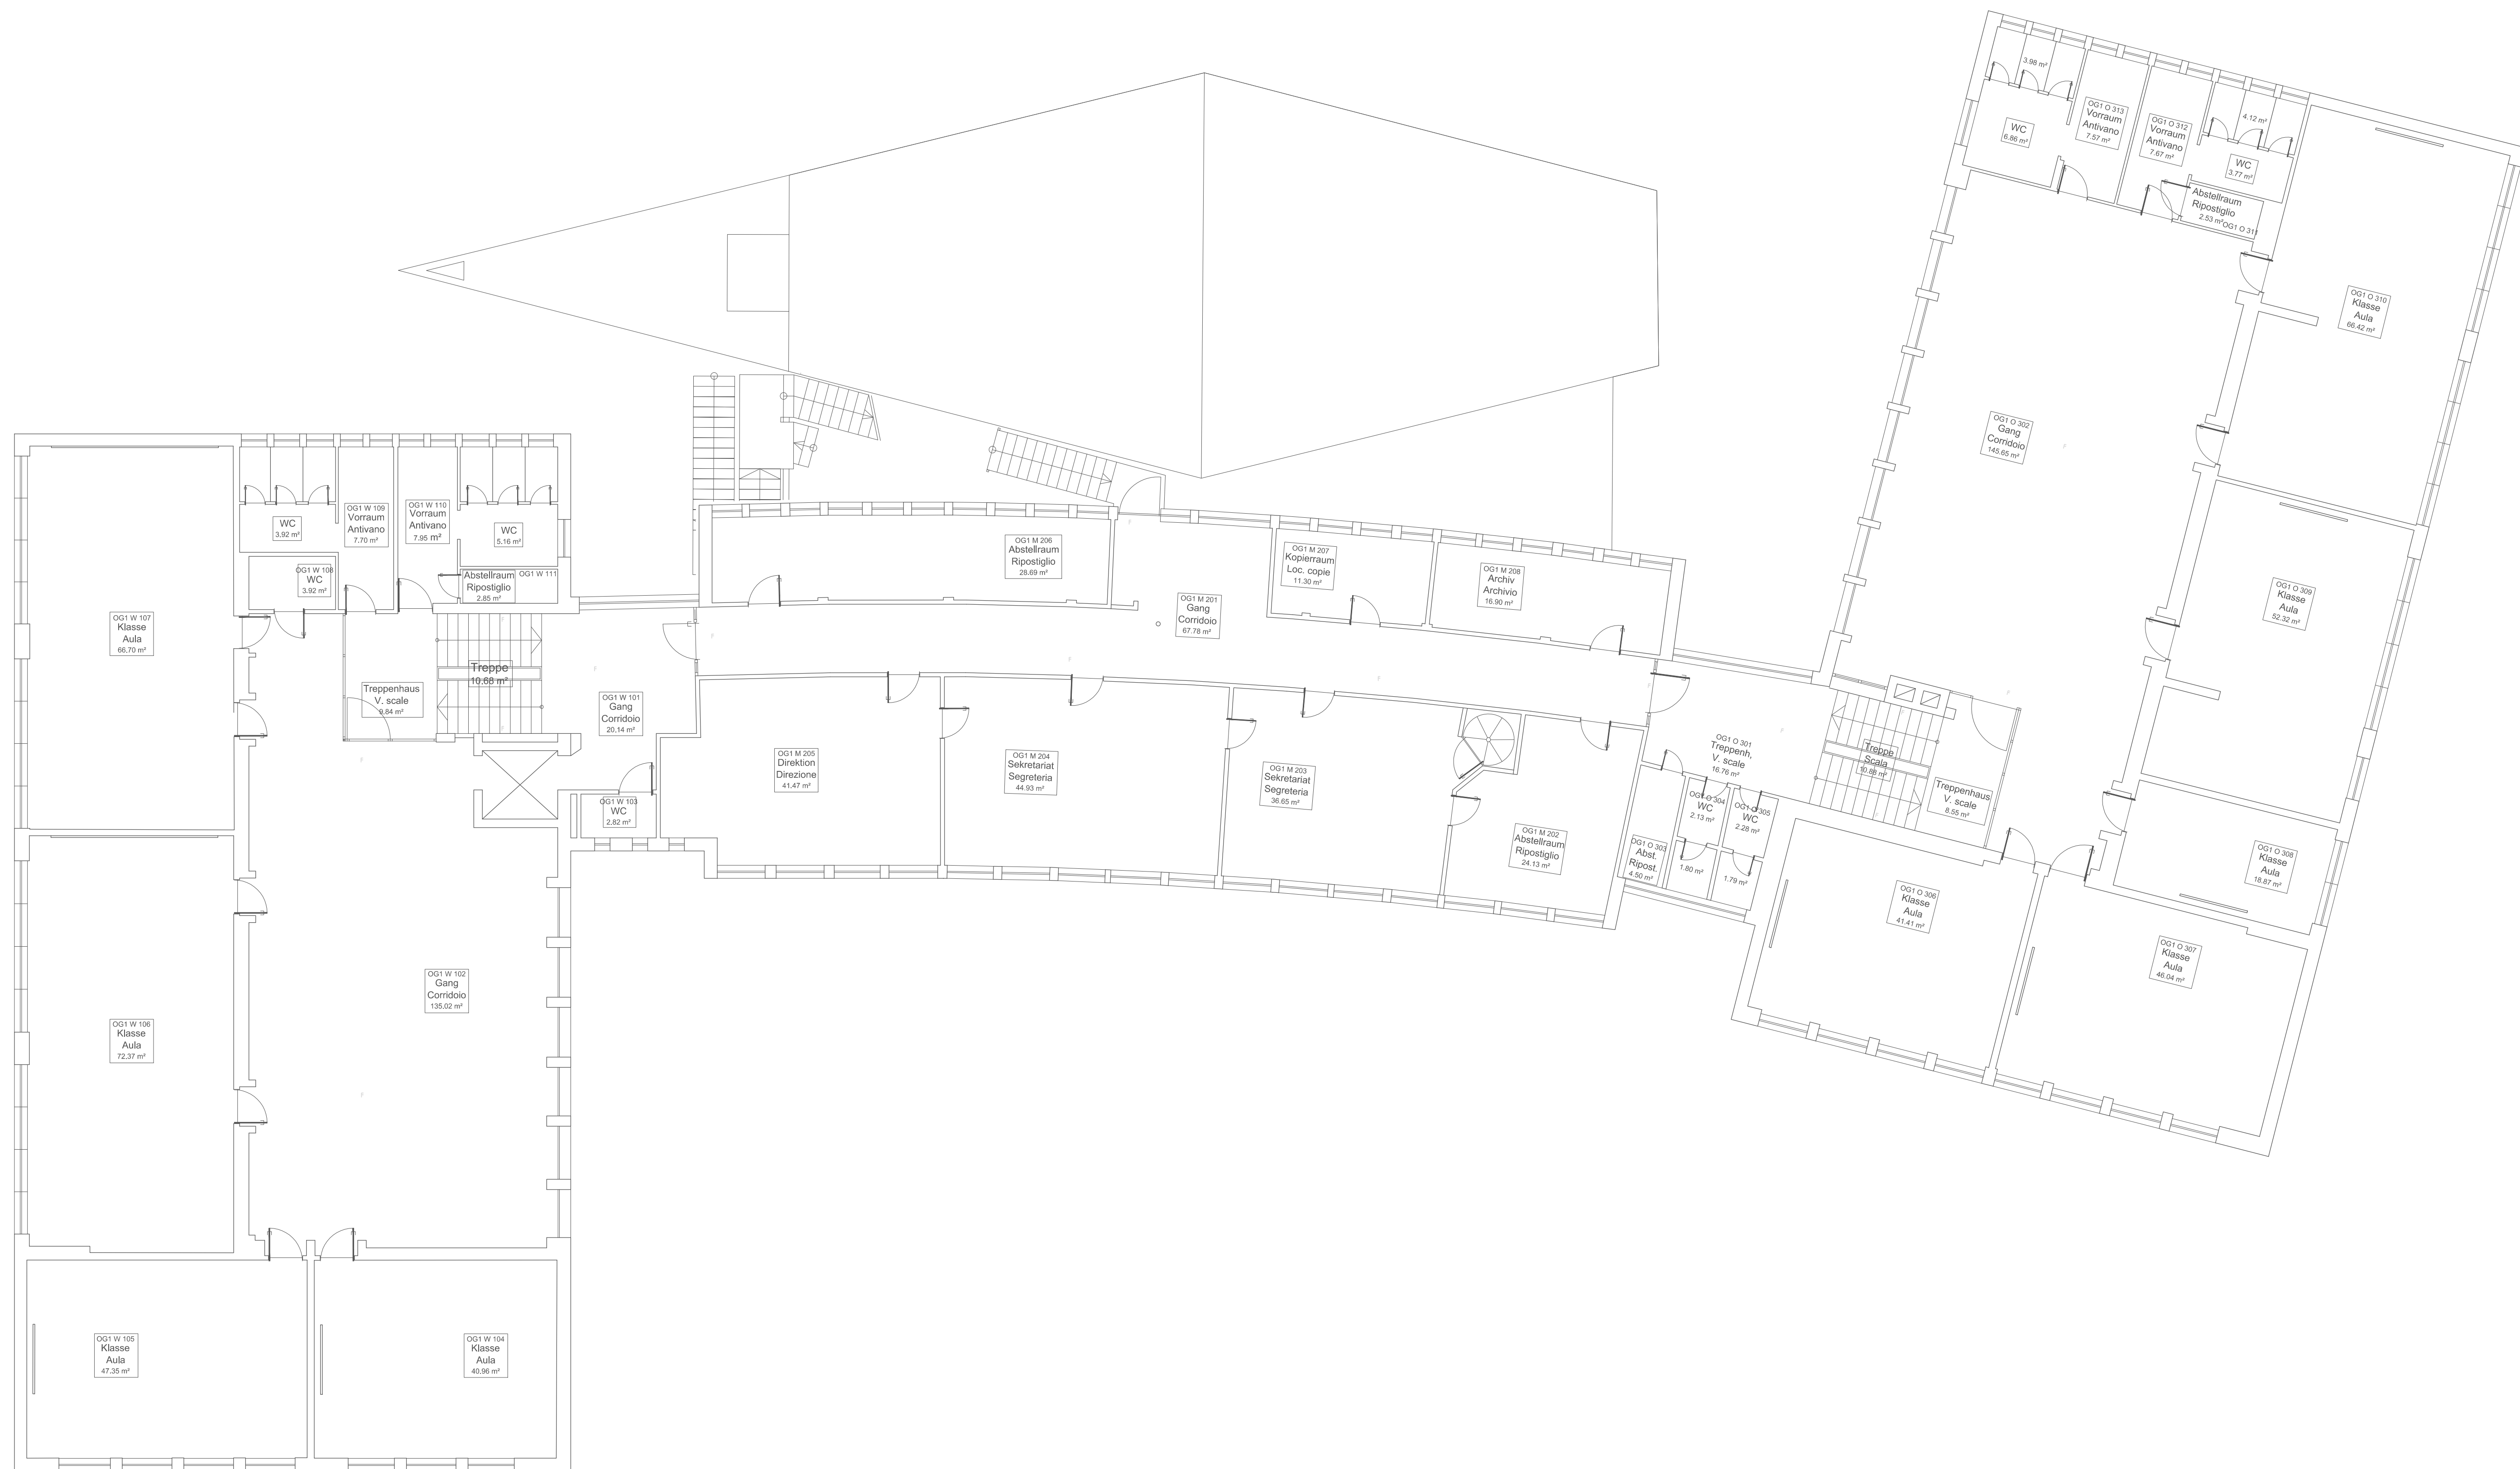 3.98 m²
OG1 O 313
Vorraum
Antivano
7.57 m²
OG1 O 312
Vorraum
Antivano
7.67 m²
4.12 m²
WC
6.86 m²
WC
3.77 m²
Abstellraum
Ripostiglio
2.53 m²
OG1 O 311
OG1 O 310
Klasse
Aula
66.42 m²
OG1 O 302
Gang
Corridoio
145.65 m²
OG1 O 309
Klasse
Aula
52.32 m²
OG1 O 308
Klasse
Aula
18.87 m²
OG1 O 307
Klasse
Aula
46.04 m²
OG1 O 306
Klasse
Aula
41.41 m²
Treppenhaus
V. scale
8.55 m²
Treppe
Scala
10.88 m²
OG1 O 301
Treppenh,
V. scale
16.76 m²
OG1 O 305
WC
2.28 m²
OG1 O 304
WC
2.13 m²
OG1 O 303
Abst.
Ripost.
4.50 m²
1.80 m²
1.79 m²
OG1 M 206
Abstellraum
Ripostiglio
28.69 m²
OG1 M 207
Kopierraum
Loc. copie
11.30 m²
OG1 M 208
Archiv
Archivio
16.90 m²
OG1 M 201
Gang
Corridoio
67.78 m²
OG1 M 205
Direktion
Direzione
41.47 m²
OG1 M 204
Sekretariat
Segreteria
44.93 m²
OG1 M 203
Sekretariat
Segreteria
36.65 m²
OG1 M 202
Abstellraum
Ripostiglio
24.13 m²
WC
3.92 m²
OG1 W 109
Vorraum
Antivano
7.70 m²
OG1 W 110
Vorraum
Antivano
7.95 m²
WC
5.16 m²
OG1 W 108
WC
3.92 m²
Abstellraum
Ripostiglio
2.85 m²
OG1 W 111
OG1 W 107
Klasse
Aula
66.70 m²
Treppe
10.68 m²
Treppenhaus
V. scale
9.84 m²
OG1 W 101
Gang
Corridoio
20.14 m²
OG1 W 103
WC
2.82 m²
OG1 W 102
Gang
Corridoio
135.02 m²
OG1 W 106
Klasse
Aula
72.37 m²
OG1 W 105
Klasse
Aula
47.35 m²
OG1 W 104
Klasse
Aula
40.96 m²